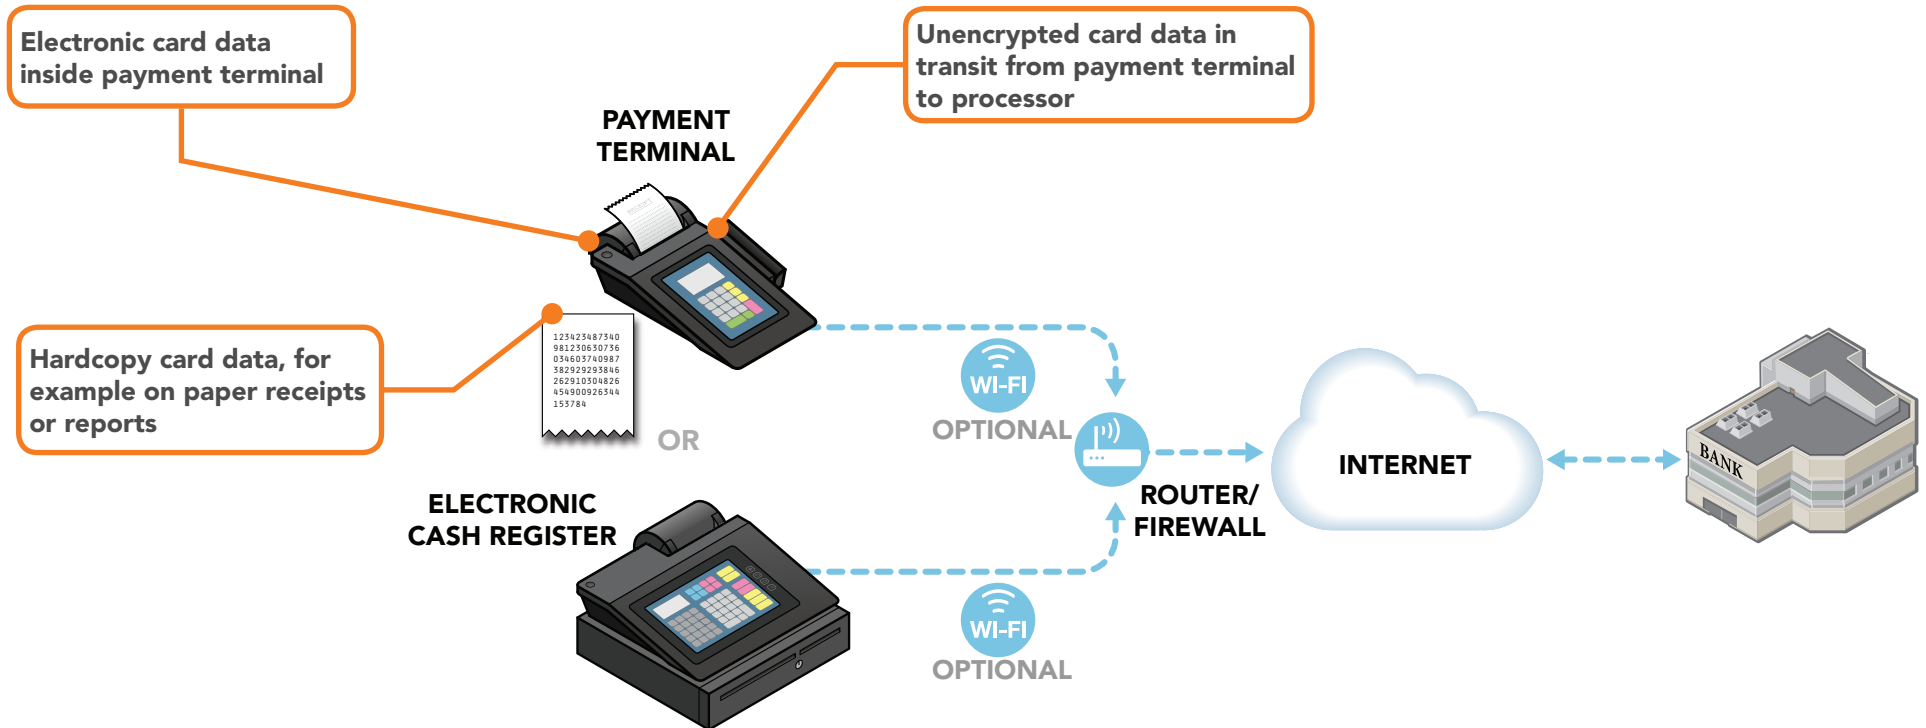 Electronic card data
inside payment terminal
Unencrypted card data in
transit from payment terminal
to processor
PAYMENT
TERMINAL
RECEIPT
Hardcopy card data, for
example on paper receipts
or reports
123423487340
981230630736
034603740987
382929293846
262910304826
454900926344
153784
OR
WI-FI
OPTIONAL
INTERNET
BANK
ROUTER/
FIREWALL
ELECTRONIC
CASH REGISTER
WI-FI
OPTIONAL